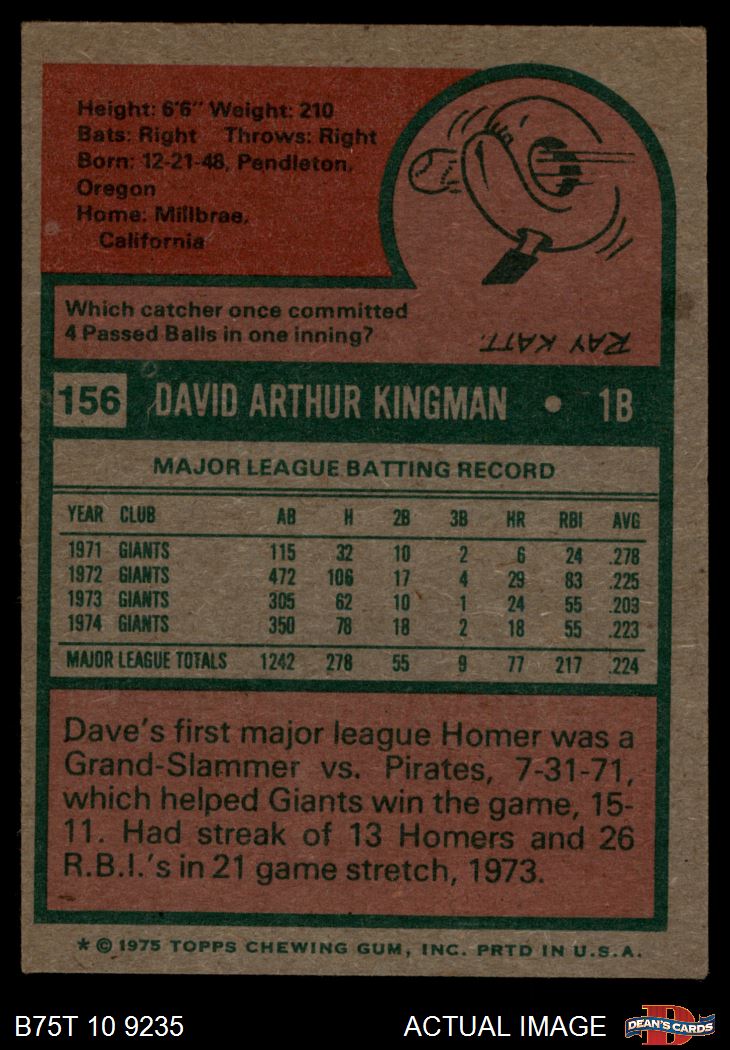 Height: 6'6" Weight: 210
Bats: Right Throws: Right
Born: 12-21-48, Pendleton,
Oregon
Home: Millbrae,
California
Which catcher once committed
4 Passed Balls in one inning?
RAY KATT.
156 DAVID ARTHUR KINGMAN • 1B
MAJOR LEAGUE BATTING RECORD
YEAR CLUB AB H 2B 3B HR RBI AVG
1971 GIANTS 115 32 10 2 6 24 .278
1972 GIANTS 472 106 17 4 29 83 .225
1973 GIANTS 305 62 10 1 24 55 .203
1974 GIANTS 350 78 18 2 18 55 .223
MAJOR LEAGUE TOTALS 1242 278 55 9 77 217 .224
Dave's first major league Homer was a
Grand-Slammer vs. Pirates, 7-31-71,
which helped Giants win the game, 15-
11. Had streak of 13 Homers and 26
R.B.I.'s in 21 game stretch, 1973.
* © 1975 TOPPS CHEWING GUM, INC. PRTD IN U.S.A.
B75T 10 9235 ACTUAL IMAGE D DEAN'S CARDS